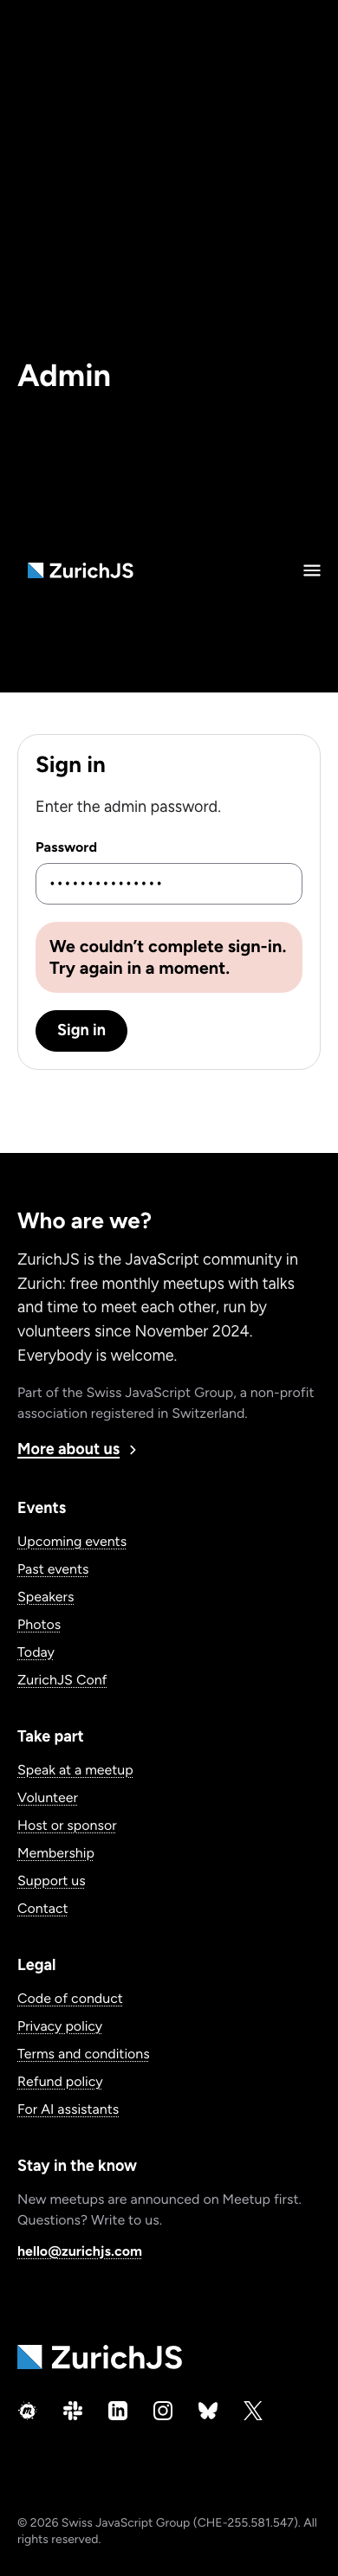 Admin
ZurichJS
Sign in
Enter the admin password.
Password
•••••••••••••••
We couldn’t complete sign-in.
Try again in a moment.
Sign in
Who are we?
ZurichJS is the JavaScript community in
Zurich: free monthly meetups with talks
and time to meet each other, run by
volunteers since November 2024.
Everybody is welcome.
Part of the Swiss JavaScript Group, a non-profit
association registered in Switzerland.
More about us
Events
Upcoming events
Past events
Speakers
Photos
Today
ZurichJS Conf
Take part
Speak at a meetup
Volunteer
Host or sponsor
Membership
Support us
Contact
Legal
Code of conduct
Privacy policy
Terms and conditions
Refund policy
For AI assistants
Stay in the know
New meetups are announced on Meetup first.
Questions? Write to us.
hello@zurichjs.com
ZurichJS
© 2026 Swiss JavaScript Group (CHE-255.581.547). All
rights reserved.